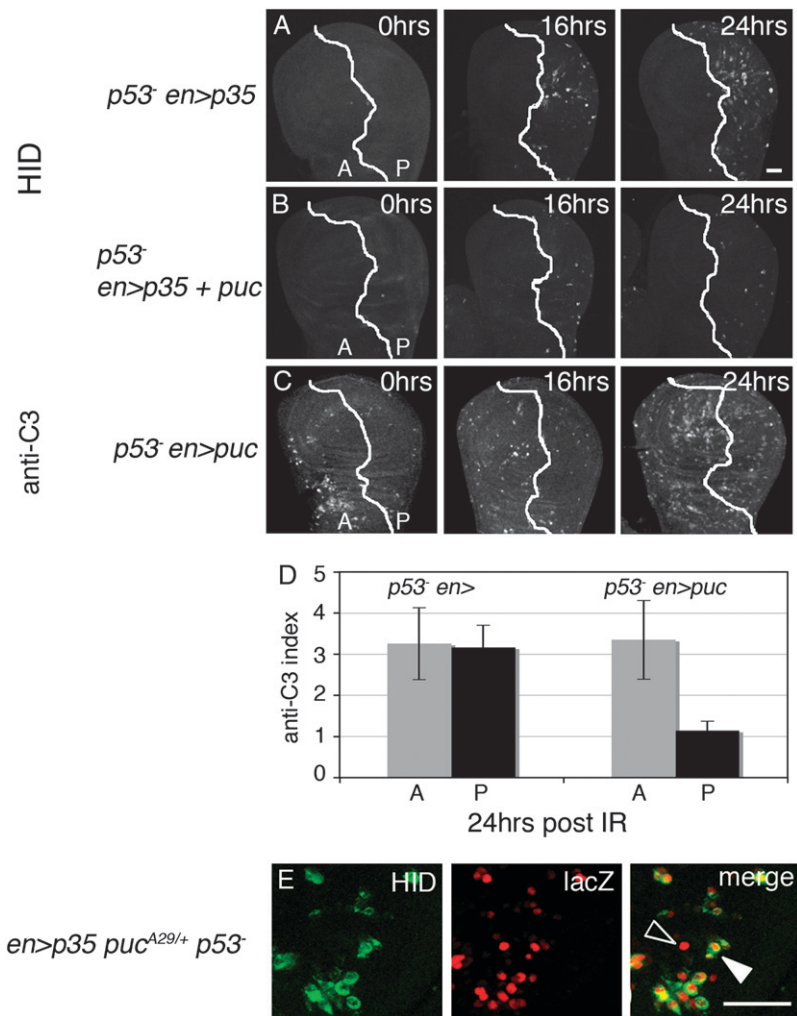 A 0hrs 16hrs 24hrs
p53- en>p35
A P
HID
B 0hrs 16hrs 24hrs
p53-
en>p35 + puc
A P
C 0hrs 16hrs 24hrs
anti-C3
p53- en>puc
A P
D
5
4
3
2
1
0
anti-C3 index
p53- en> p53- en>puc
A P A P
24hrs post IR
E HID lacZ merge
en>p35 pucA29/+ p53-